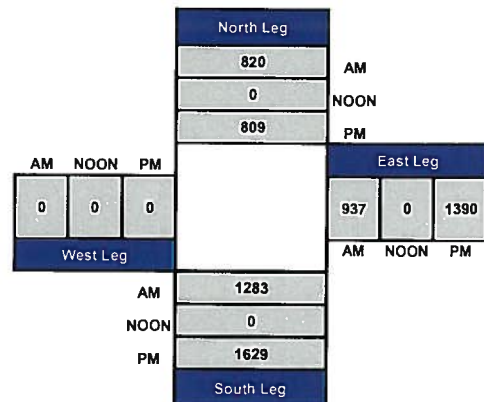 North Leg
820 AM
0 NOON
809 PM
AM NOON PM
East Leg
0 0 0
937 0 1390
West Leg
AM NOON PM
AM 1283
NOON 0
PM 1629
South Leg